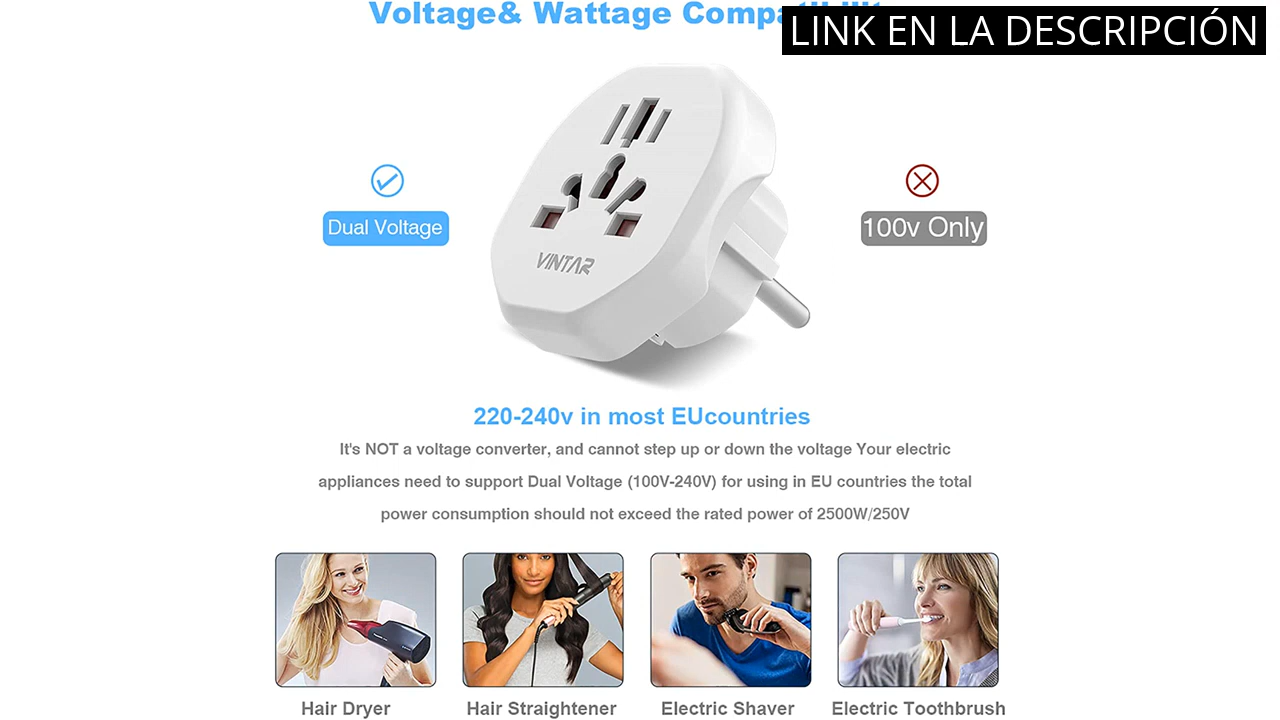 Voltage& Wattage
LINK EN LA DESCRIPCIÓN
Dual Voltage
100v Only
VINTAR
220-240v in most EUcountries
It's NOT a voltage converter, and cannot step up or down the voltage Your electric
appliances need to support Dual Voltage (100V-240V) for using in EU countries the total
power consumption should not exceed the rated power of 2500W/250V
Hair Dryer
Hair Straightener
Electric Shaver
Electric Toothbrush